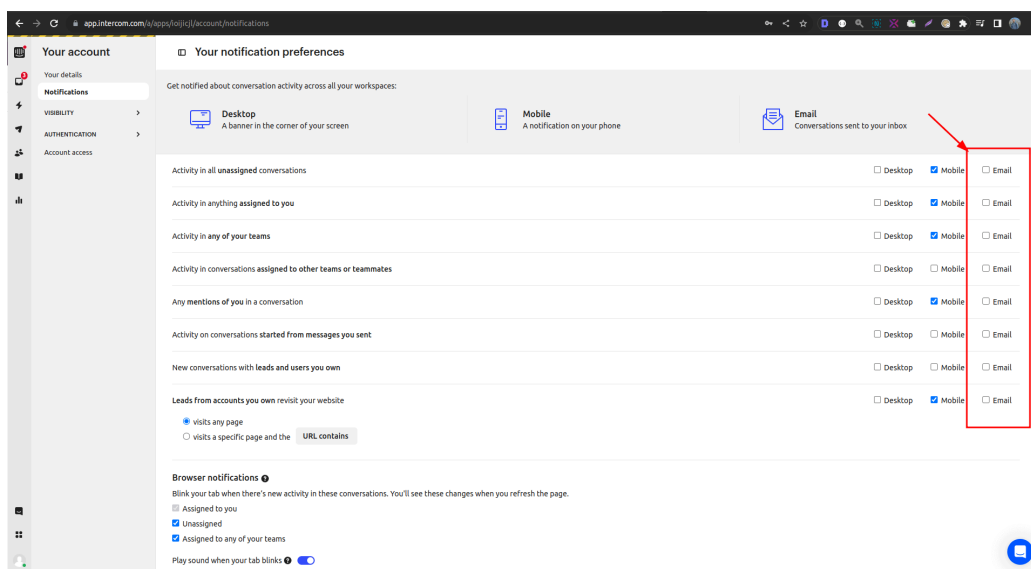 app.intercom.com/a/apps/loijicjl/account/notifications
Your account
Your notification preferences
3
Your details
Notifications
VISIBILITY
AUTHENTICATION
Account access
Get notified about conversation activity across all your workspaces:
Desktop
A banner in the corner of your screen
Mobile
A notification on your phone
Email
Conversations sent to your inbox
Activity in all unassigned conversations Desktop Mobile Email
Activity in anything assigned to you Desktop Mobile Email
Activity in any of your teams Desktop Mobile Email
Activity in conversations assigned to other teams or teammates Desktop Mobile Email
Any mentions of you in a conversation Desktop Mobile Email
Activity on conversations started from messages you sent Desktop Mobile Email
New conversations with leads and users you own Desktop Mobile Email
Leads from accounts you own revisit your website Desktop Mobile Email
visits any page
visits a specific page and the URL contains
Browser notifications ?
Blink your tab when there's new activity in these conversations. You'll see these changes when you refresh the page.
Assigned to you
Unassigned
Assigned to any of your teams
Play sound when your tab blinks ?